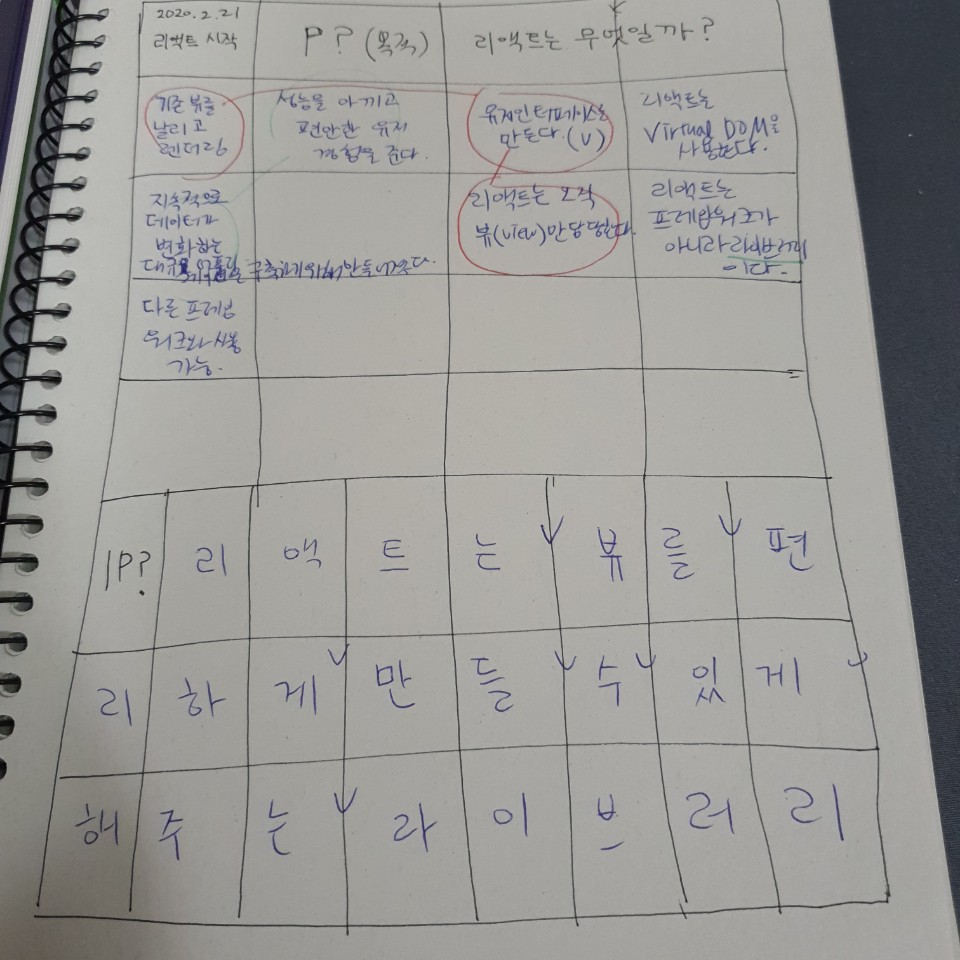 2020.2.21
리액트 시작
P? (목적)
리액트는 무엇일까?
기존 뷰를
날리고
렌더링
성능을 아끼고
편안한 유저
경험을 준다.
유저인터페이스를
만든다. (V)
리액트는
Virtual DOM을
사용한다.
지속적으로
데이터가
변화하는
대규모 구축하기위해 만들어졌다.
리액트는 오직
뷰(view)만 담당한다.
리액트는
프레임워크가
아니라 라이브러리
이다.
다른 프레임
워크와 사용
가능.
1P? 리 액 트 는 뷰 를 편
리 하 게 만 들 수 있 게
해 주 는 라 이 브 러 리